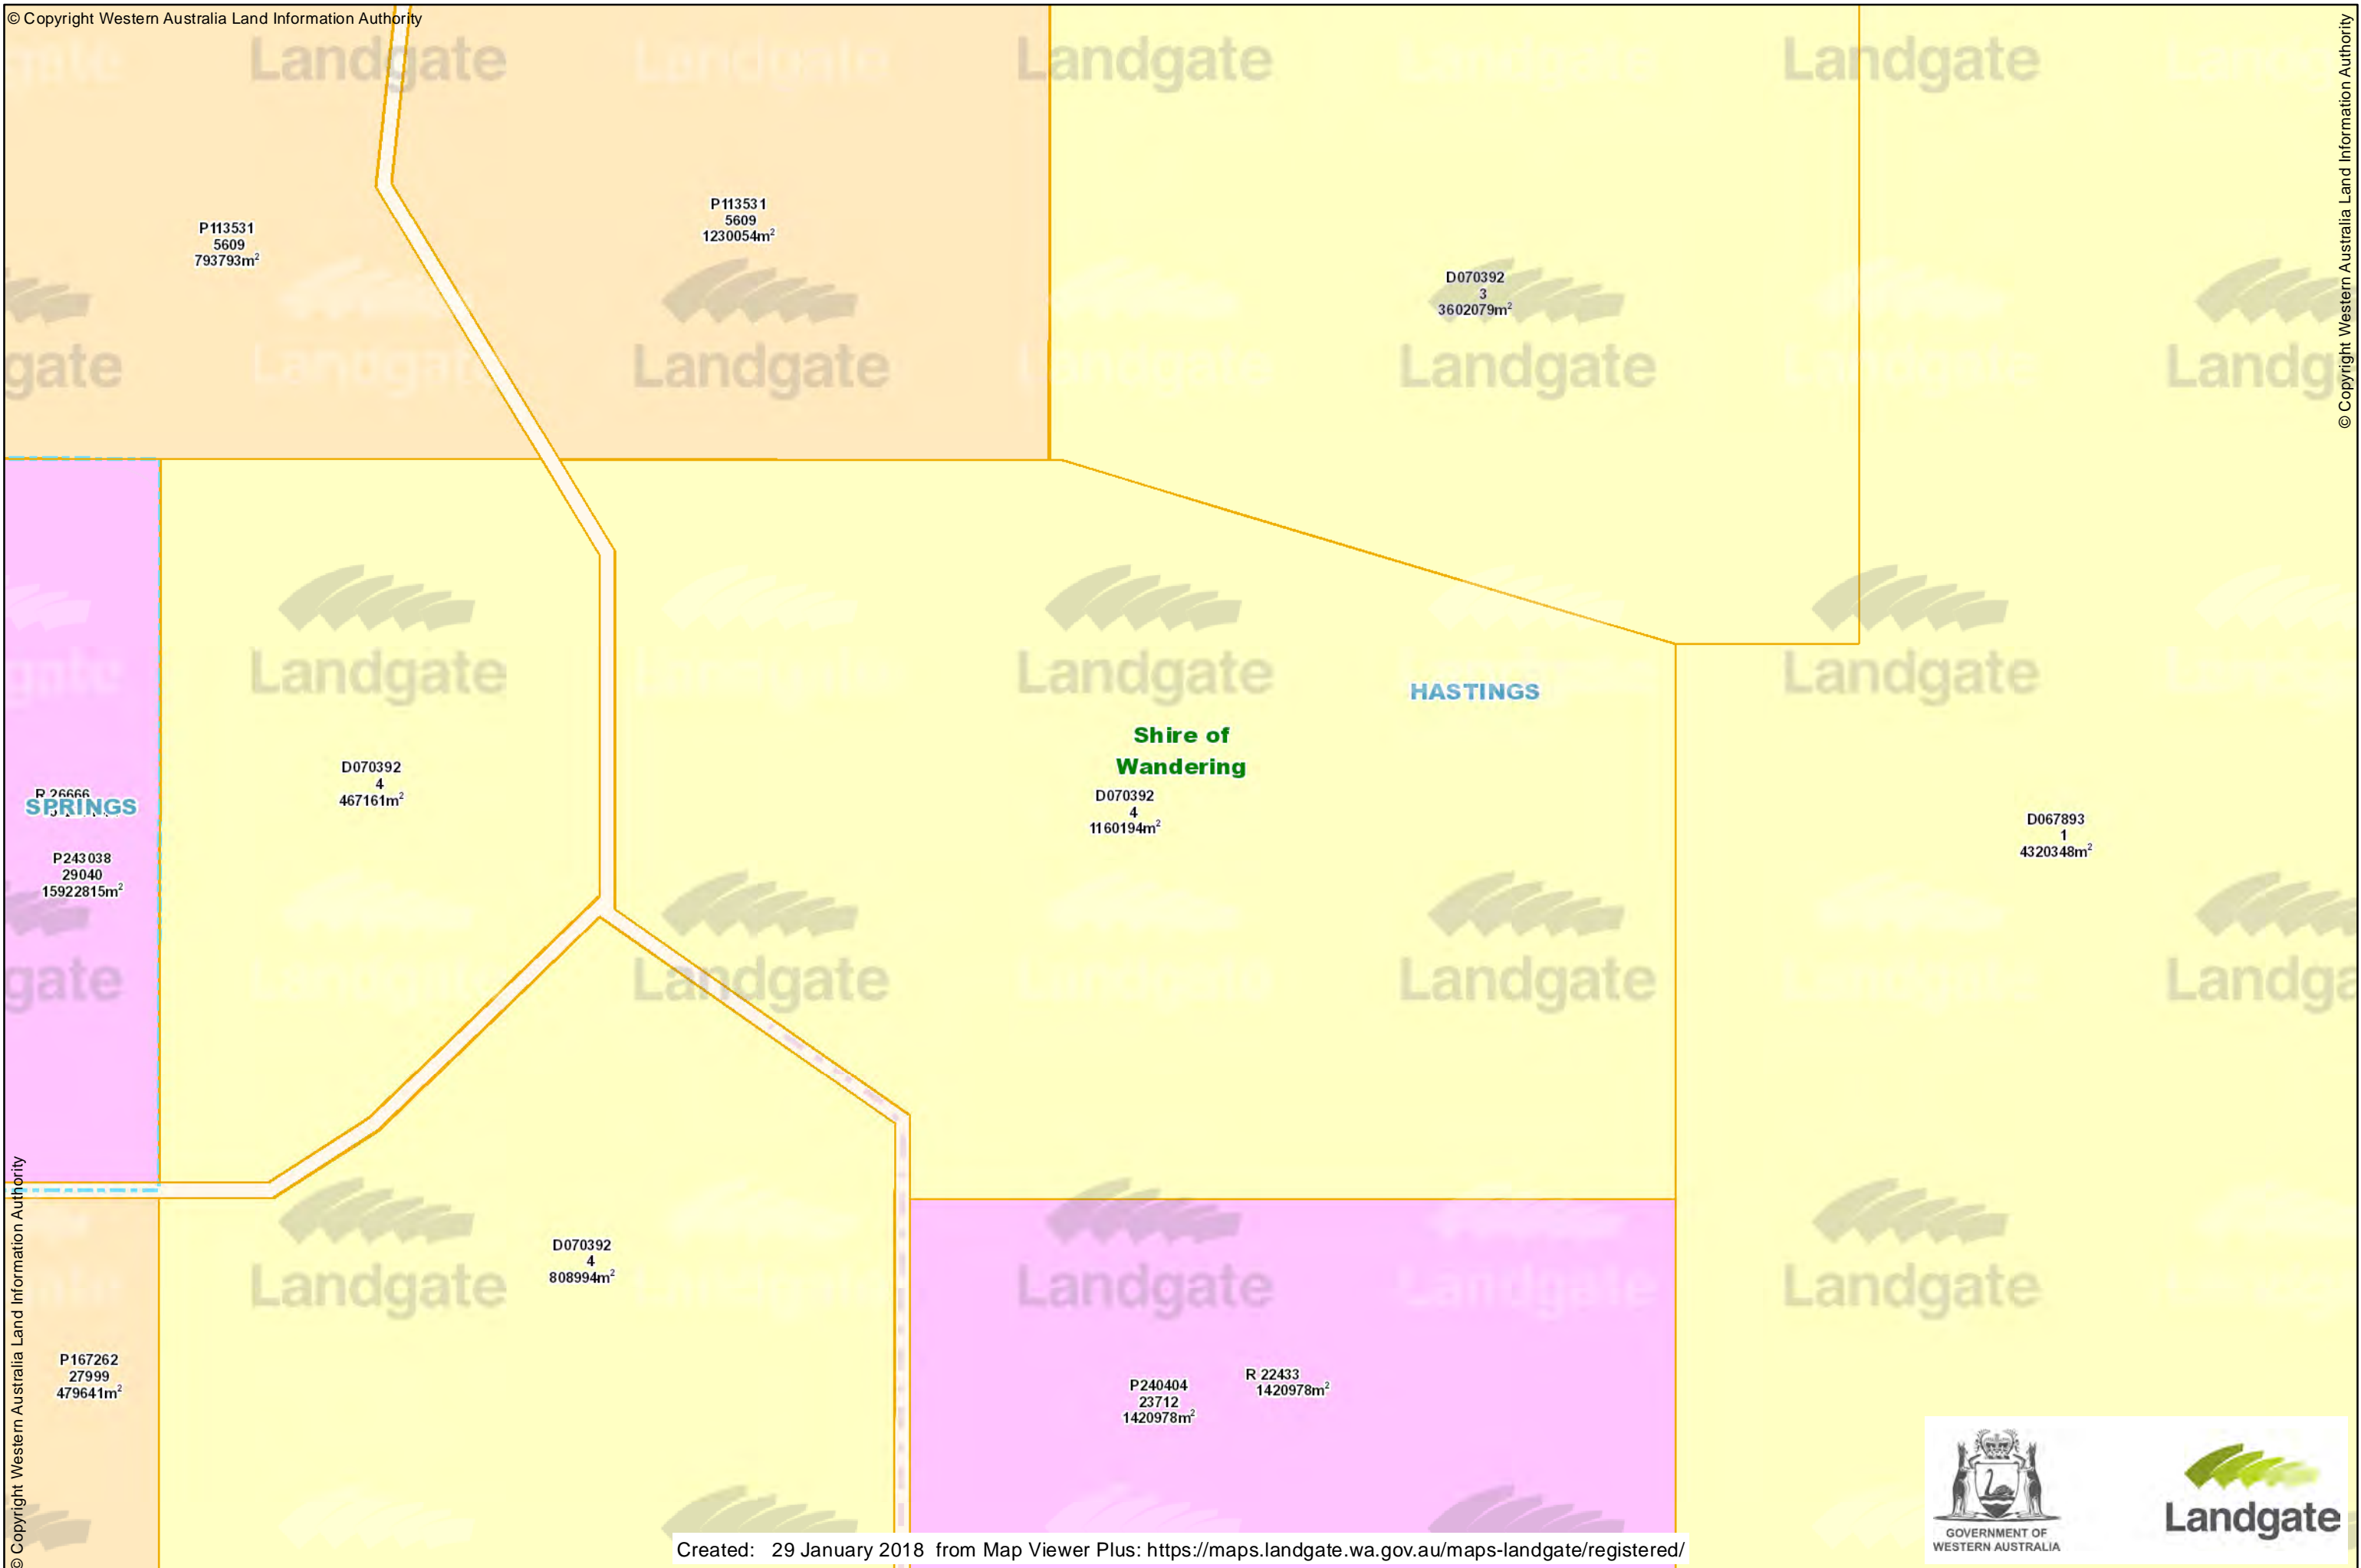 © Copyright Western Australia Land Information Authority
© Copyright Western Australia Land Information Authority
P113531
5609
793793m²
P113531
5609
1230054m²
D070392
3
3602079m²
HASTINGS
Shire of
Wandering
D070392
4
467161m²
D070392
4
1160194m²
R 26666
SPRINGS
P243038
29040
15922815m²
D067893
1
4320348m²
© Copyright Western Australia Land Information Authority
D070392
4
808994m²
P167262
27999
479641m²
P240404
23712
1420978m²
R 22433
1420978m²
GOVERNMENT OF
WESTERN AUSTRALIA
Landgate
Created: 29 January 2018 from Map Viewer Plus: https://maps.landgate.wa.gov.au/maps-landgate/registered/